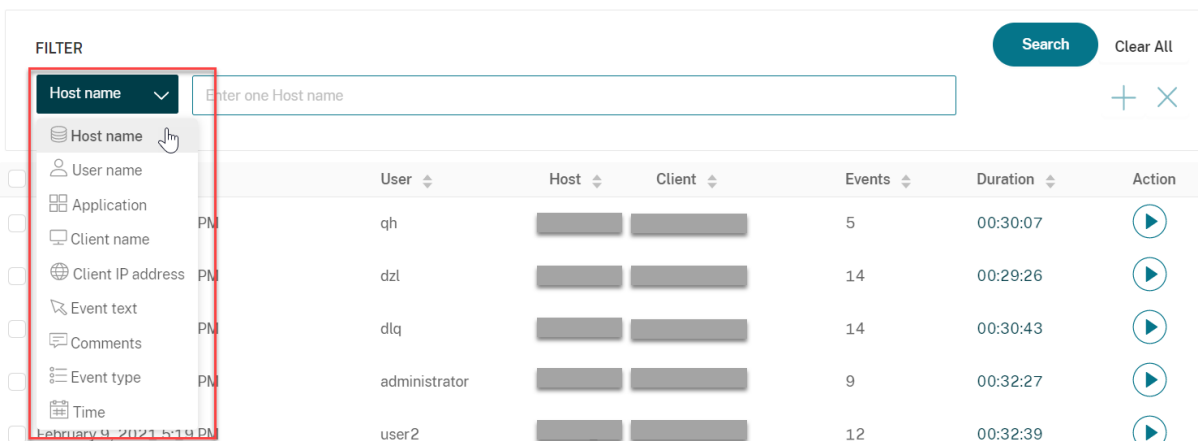 FILTER
Search
Clear All
Host name
Enter one Host name
Host name
User name
Application
Client name
Client IP address
Event text
Comments
Event type
Time
User Host Client Events Duration Action
PM qh 5 00:30:07
PM dzl 14 00:29:26
PM dlq 14 00:30:43
PM administrator 9 00:32:27
February 9, 2021 5:19 PM user2 12 00:32:39